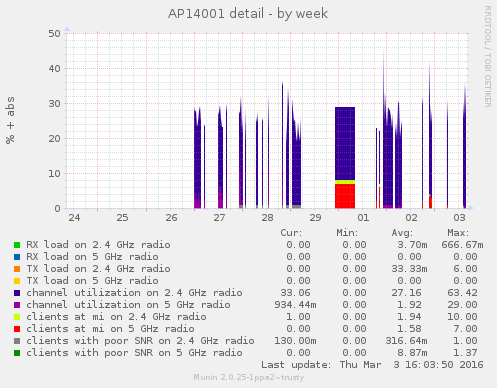 AP14001 detail - by week
RRDTOOL / TOBI OETIKER
% + abs
50
40
30
20
10
0
24 25 26 27 28 29 01 02 03
Cur: Min: Avg: Max:
RX load on 2.4 GHz radio 0.00 0.00 3.70m 666.67m
RX load on 5 GHz radio 0.00 0.00 0.00 0.00
TX load on 2.4 GHz radio 0.00 0.00 33.33m 6.00
TX load on 5 GHz radio 0.00 0.00 0.00 0.00
channel utilization on 2.4 GHz radio 33.06 0.00 27.16 63.42
channel utilization on 5 GHz radio 934.44m 0.00 1.92 29.00
clients at mi on 2.4 GHz radio 1.00 0.00 1.94 10.00
clients at mi on 5 GHz radio 0.00 0.00 1.58 7.00
clients with poor SNR on 2.4 GHz radio 130.00m 0.00 316.64m 1.00
clients with poor SNR on 5 GHz radio 0.00 0.00 8.87m 1.37
Last update: Thu Mar 3 16:03:50 2016
Munin 2.0.25-1ppa2~trusty